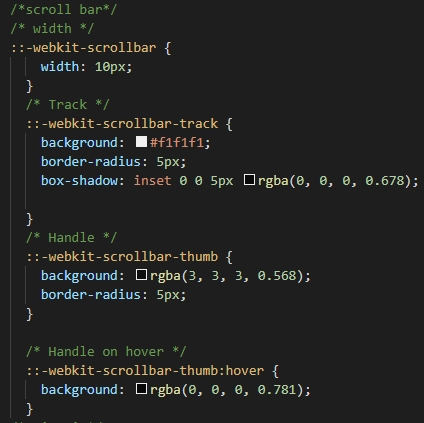 /*scroll bar*/
/* width */
::-webkit-scrollbar {
width: 10px;
}
/* Track */
::-webkit-scrollbar-track {
background: #f1f1f1;
border-radius: 5px;
box-shadow: inset 0 0 5px rgba(0, 0, 0, 0.678);
}
/* Handle */
::-webkit-scrollbar-thumb {
background: rgba(3, 3, 3, 0.568);
border-radius: 5px;
}
/* Handle on hover */
::-webkit-scrollbar-thumb:hover {
background: rgba(0, 0, 0, 0.781);
}